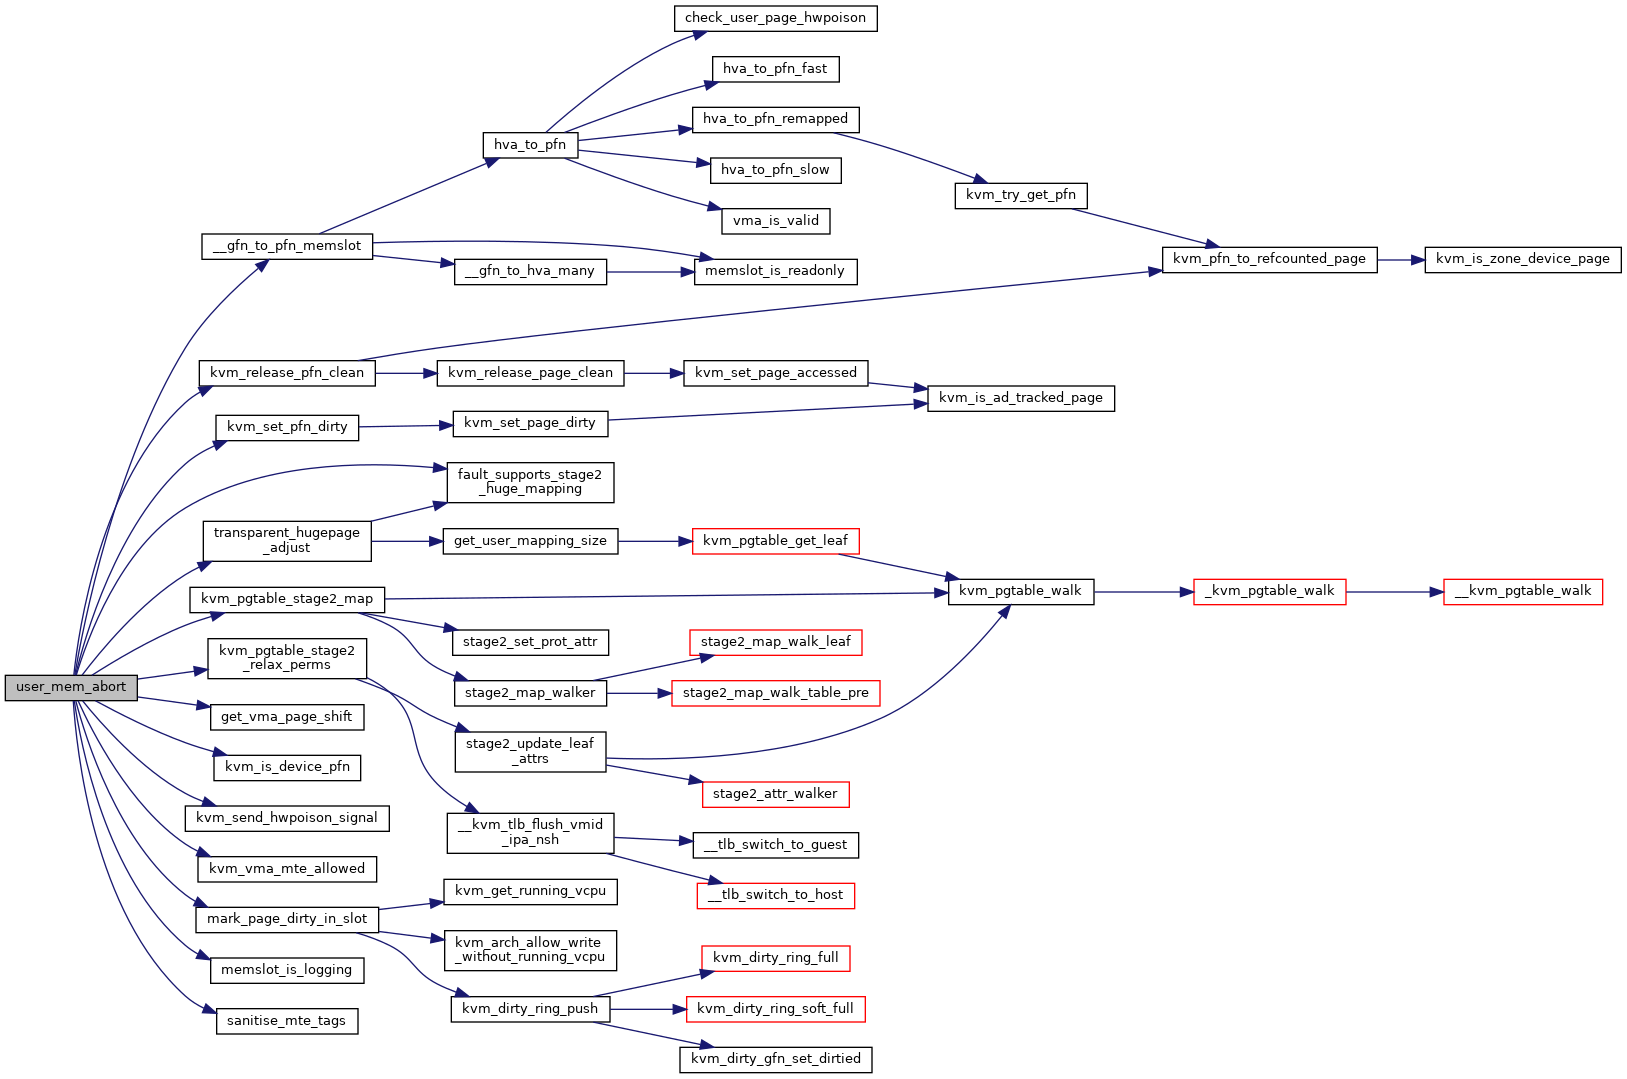 check_user_page_hwpoison
hva_to_pfn_fast
hva_to_pfn_remapped
hva_to_pfn
hva_to_pfn_slow
kvm_try_get_pfn
vma_is_valid
__gfn_to_pfn_memslot
kvm_pfn_to_refcounted_page
kvm_is_zone_device_page
__gfn_to_hva_many
memslot_is_readonly
kvm_release_pfn_clean
kvm_release_page_clean
kvm_set_page_accessed
kvm_is_ad_tracked_page
kvm_set_pfn_dirty
kvm_set_page_dirty
fault_supports_stage2
_huge_mapping
transparent_hugepage
_adjust
get_user_mapping_size
kvm_pgtable_get_leaf
kvm_pgtable_stage2_map
kvm_pgtable_walk
_kvm_pgtable_walk
__kvm_pgtable_walk
stage2_set_prot_attr
stage2_map_walk_leaf
kvm_pgtable_stage2
_relax_perms
user_mem_abort
stage2_map_walker
stage2_map_walk_table_pre
get_vma_page_shift
stage2_update_leaf
_attrs
kvm_is_device_pfn
stage2_attr_walker
kvm_send_hwpoison_signal
__kvm_tlb_flush_vmid
_ipa_nsh
__tlb_switch_to_guest
kvm_vma_mte_allowed
kvm_get_running_vcpu
__tlb_switch_to_host
mark_page_dirty_in_slot
kvm_arch_allow_write
_without_running_vcpu
kvm_dirty_ring_full
memslot_is_logging
kvm_dirty_ring_push
kvm_dirty_ring_soft_full
sanitise_mte_tags
kvm_dirty_gfn_set_dirtied